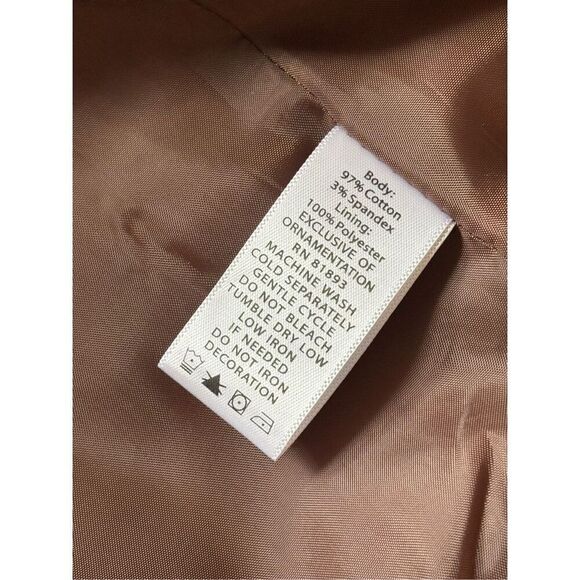 Body:
97% Cotton
3% Spandex
Lining:
100% Polyester
EXCLUSIVE OF
ORNAMENTATION
RN 81893
MACHINE WASH
COLD SEPARATELY
GENTLE CYCLE
DO NOT BLEACH
TUMBLE DRY LOW
LOW IRON
IF NEEDED
DO NOT IRON
DECORATION